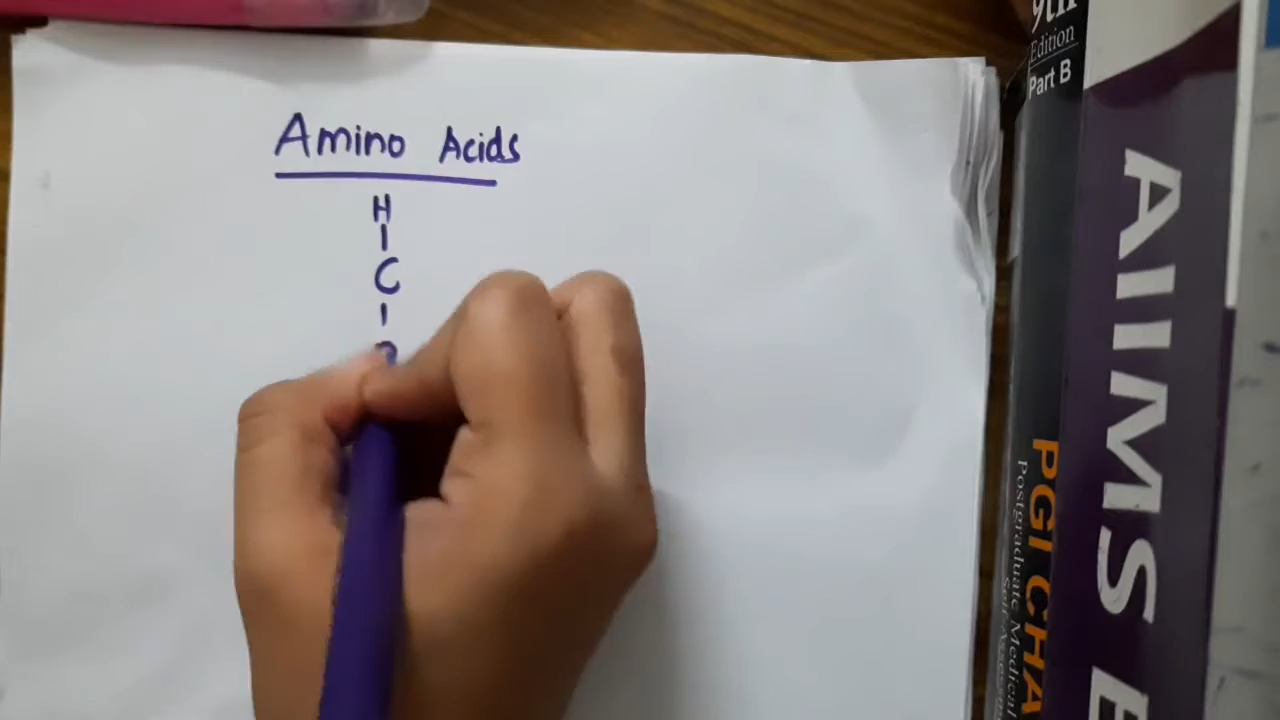 Amino Acids
H
C
9th
Edition
Part B
PGI CHA
Postgraduate Medical
AIIMS E